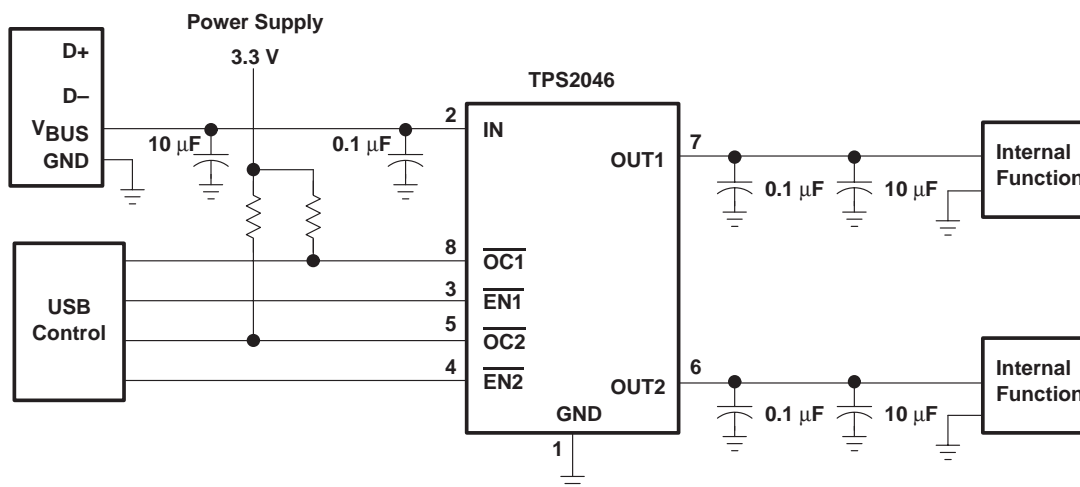 Power Supply
3.3 V
D+
D–
VBUS
GND
10 μF
0.1 μF
TPS2046
2
IN
7
OUT1
0.1 μF
10 μF
Internal
Function
USB
Control
8
OC1
3
EN1
5
OC2
4
EN2
6
OUT2
GND
1
0.1 μF
10 μF
Internal
Function